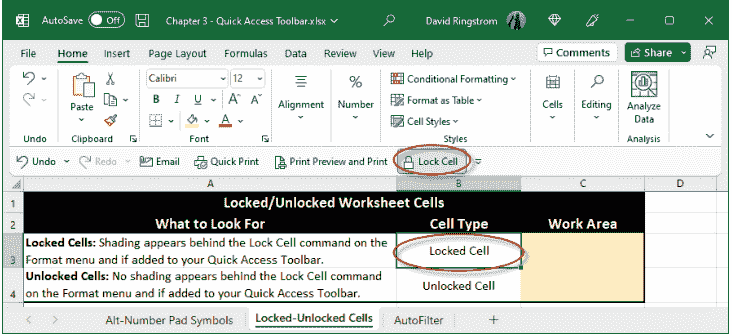 AutoSave Off Chapter 3 - Quick Access Toolbar.xlsx David Ringstrom
File Home Insert Page Layout Formulas Data Review View Help Comments Share
Paste Calibri 12 Alignment Number Conditional Formatting Cells Editing Analyze Data
B I U A A Format as Table
A Cell Styles
Undo Clipboard Font Styles Analysis
Undo Redo Email Quick Print Print Preview and Print Lock Cell
A B C D
1 Locked/Unlocked Worksheet Cells
2 What to Look For Cell Type Work Area
Locked Cells: Shading appears behind the Lock Cell command on the
3 Format menu and if added to your Quick Access Toolbar. Locked Cell
Unlocked Cells: No shading appears behind the Lock Cell command
4 on the Format menu and if added to your Quick Access Toolbar. Unlocked Cell
Alt-Number Pad Symbols Locked-Unlocked Cells AutoFilter